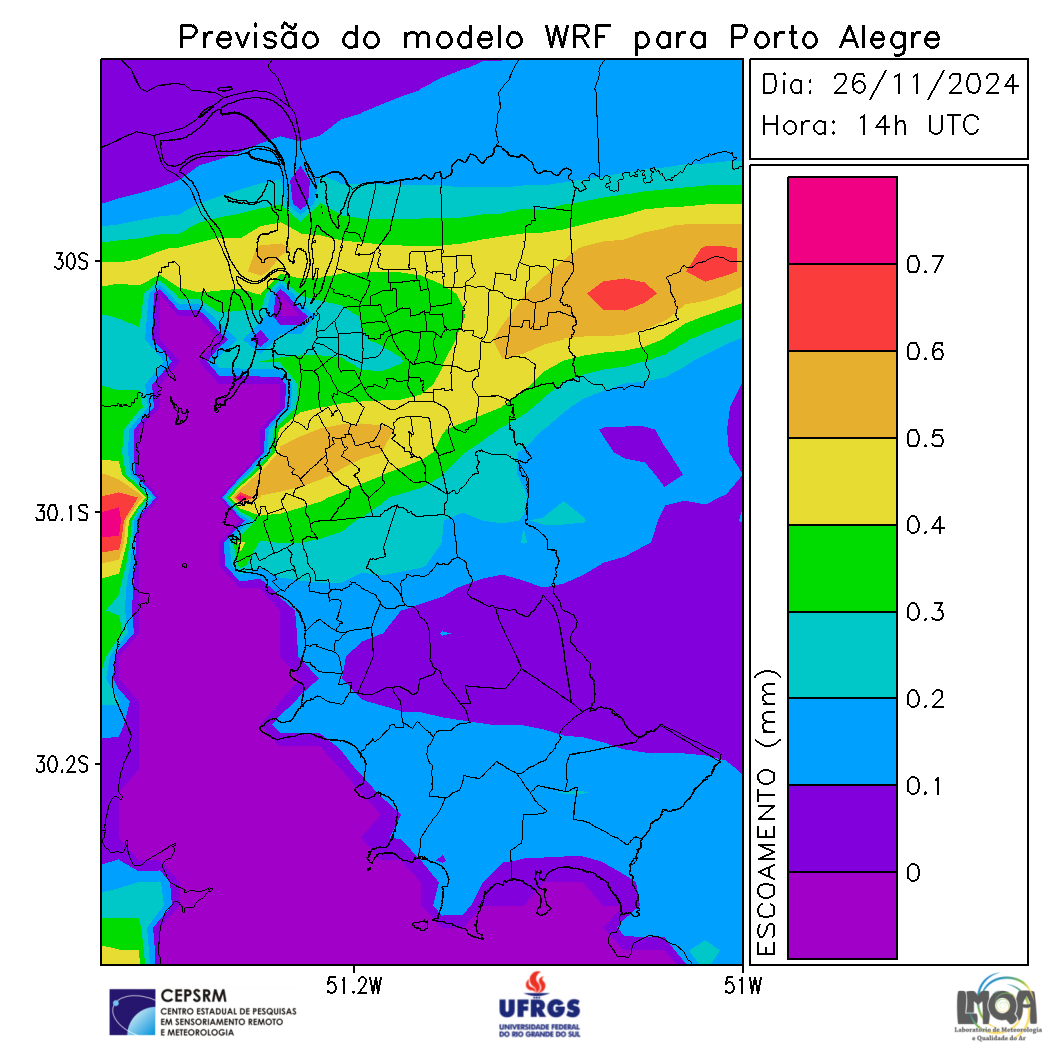 Previsão do modelo WRF para Porto Alegre
Dia: 26/11/2024
Hora: 14h UTC
30S
30.1S
30.2S
51.2W
51W
0.7
0.6
0.5
0.4
0.3
0.2
0.1
0
ESCOAMENTO (mm)
CEPSRM
CENTRO ESTADUAL DE PESQUISAS
EM SENSORIAMENTO REMOTO
E METEOROLOGIA
UFRGS
UNIVERSIDADE FEDERAL
DO RIO GRANDE DO SUL
LMQA
Laboratório de Meteorologia
e Qualidade do Ar